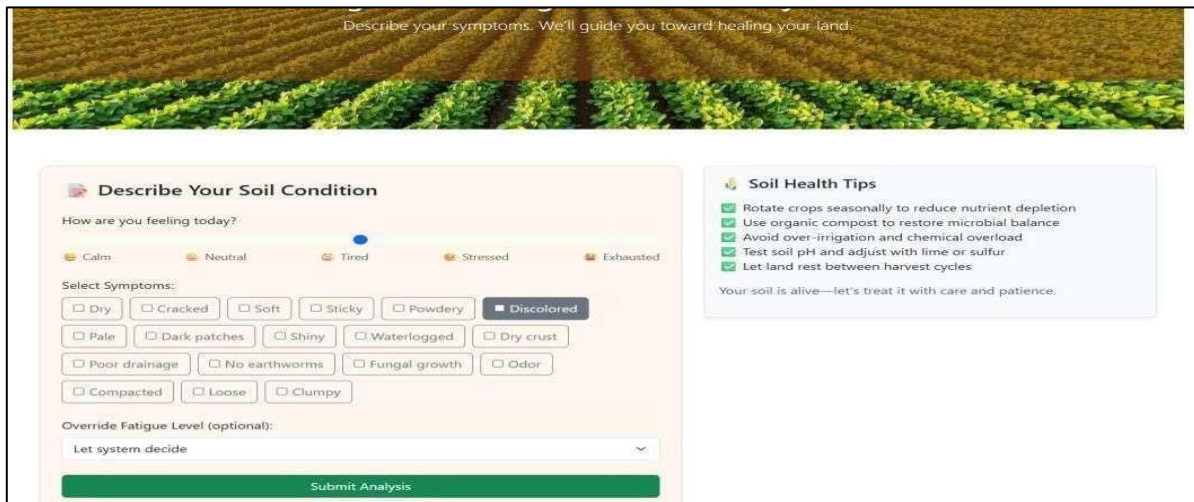 Describe your symptoms. We'll guide you toward healing your land.
Describe Your Soil Condition
How are you feeling today?
Calm Neutral Tired Stressed Exhausted
Select Symptoms:
Dry Cracked Soft Sticky Powdery Discolored
Pale Dark patches Shiny Waterlogged Dry crust
Poor drainage No earthworms Fungal growth Odor
Compacted Loose Clumpy
Override Fatigue Level (optional):
Let system decide
Submit Analysis
Soil Health Tips
Rotate crops seasonally to reduce nutrient depletion
Use organic compost to restore microbial balance
Avoid over-irrigation and chemical overload
Test soil pH and adjust with lime or sulfur
Let land rest between harvest cycles
Your soil is alive—let's treat it with care and patience.